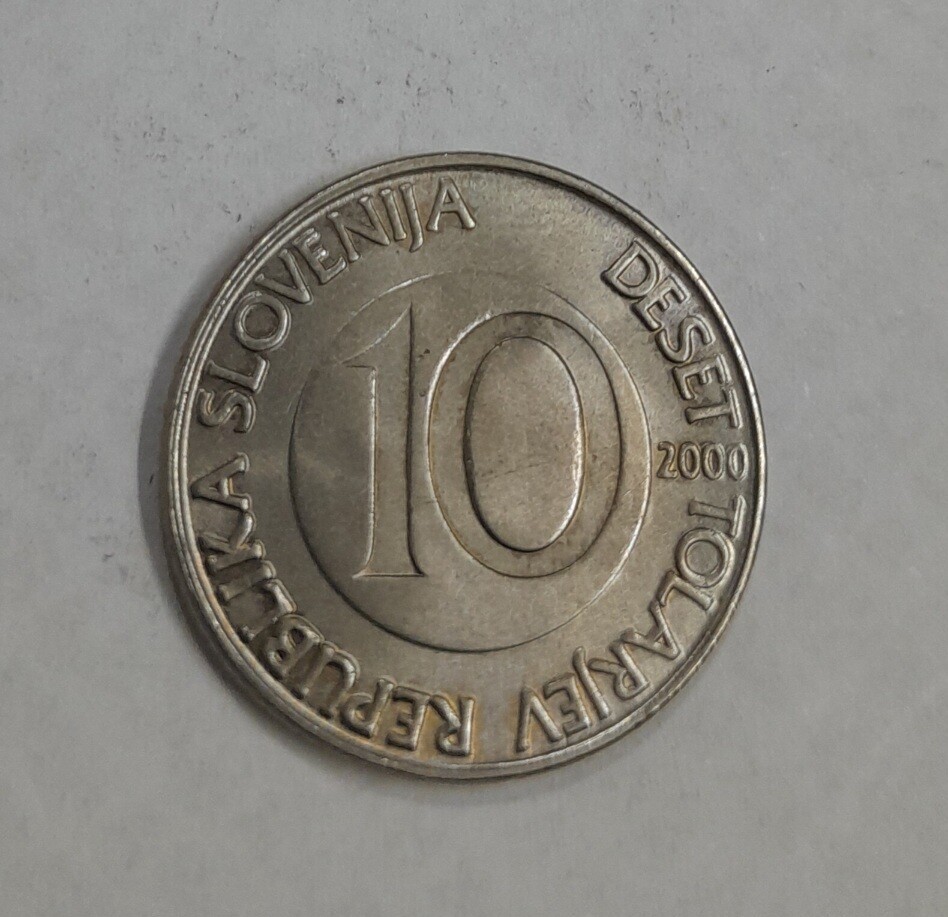 REPUBLIKA SLOVENIJA
10
DESET TOLARJEV
2000